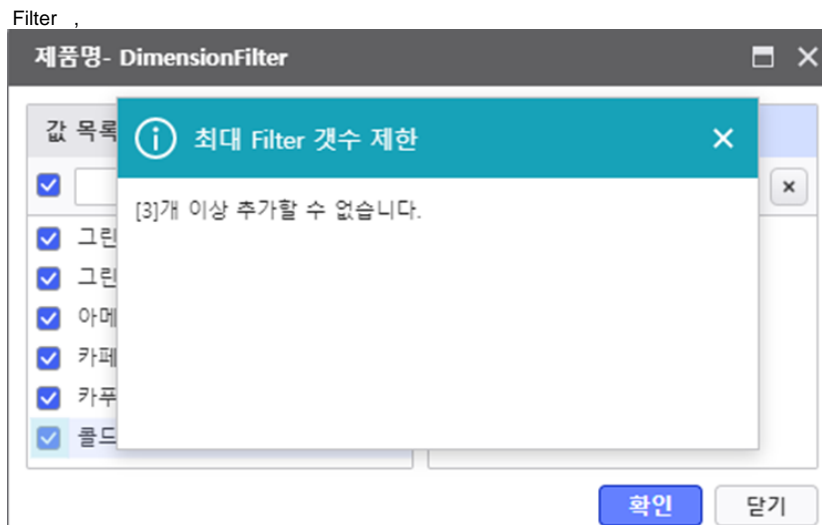 Filter ,
제품명- DimensionFilter
값 목록
최대 Filter 갯수 제한
[3]개 이상 추가할 수 없습니다.
그린
그린
아메
카페
카푸
콜드
확인 닫기